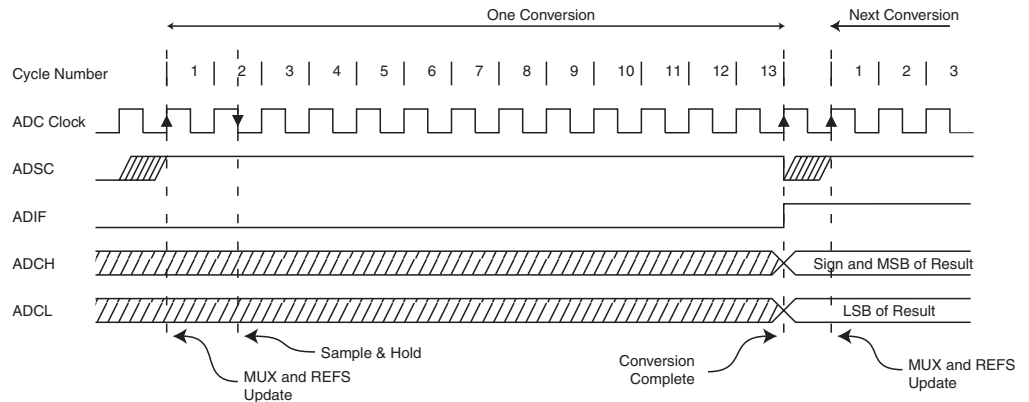 One Conversion
Next Conversion
Cycle Number 1 2 3 4 5 6 7 8 9 10 11 12 13 1 2 3
ADC Clock
ADSC
ADIF
ADCH
Sign and MSB of Result
ADCL
LSB of Result
MUX and REFS
Update
Sample & Hold
Conversion
Complete
MUX and REFS
Update